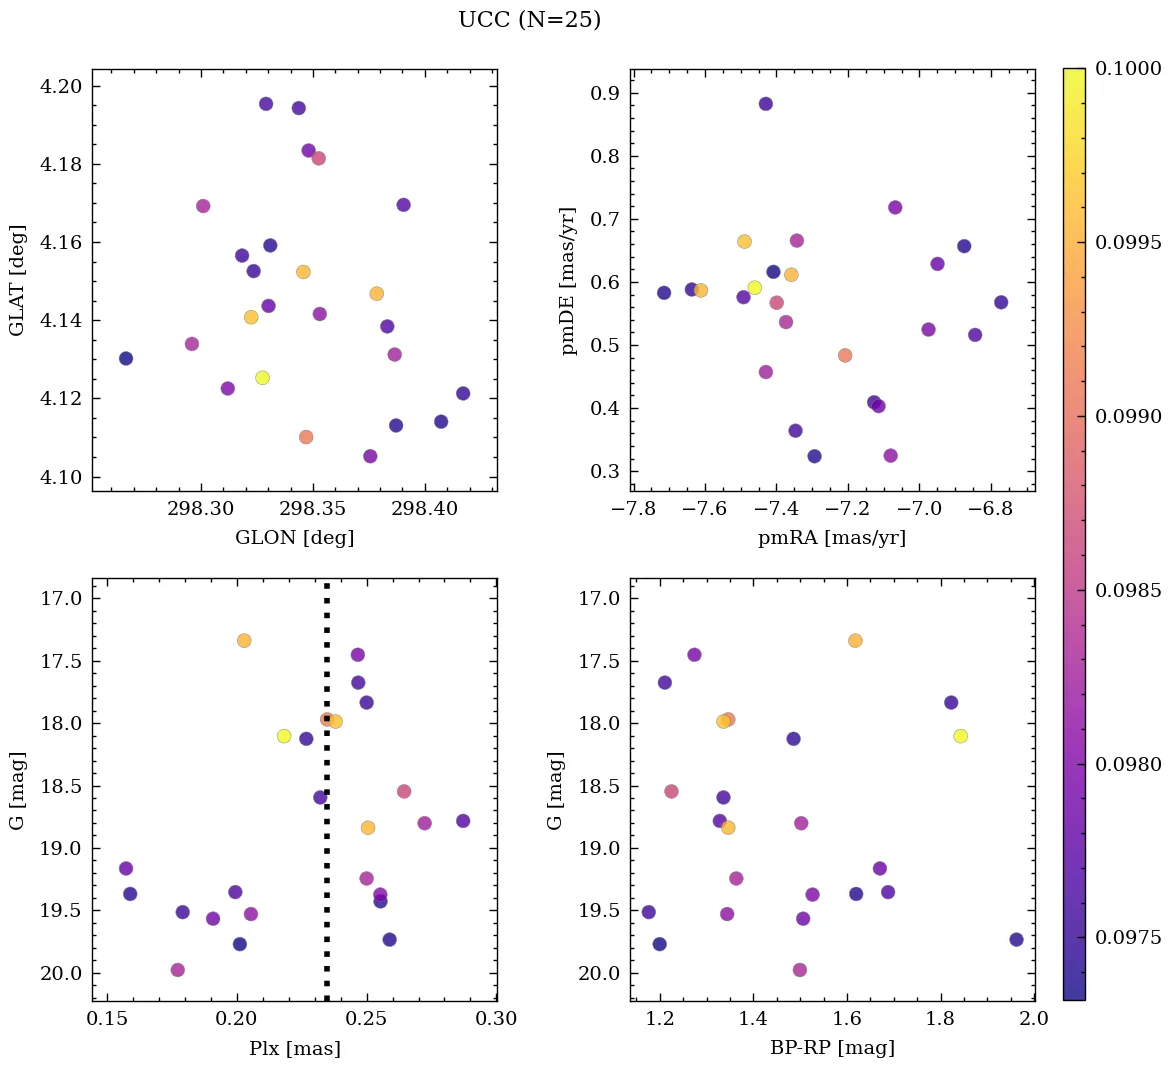 UCC (N=25)
4.20
4.18
4.16
4.14
4.12
4.10
GLAT [deg]
298.30 298.35 298.40
GLON [deg]
0.9
0.8
0.7
0.6
0.5
0.4
0.3
pmDE [mas/yr]
−7.8 −7.6 −7.4 −7.2 −7.0 −6.8
pmRA [mas/yr]
17.0
17.5
18.0
18.5
19.0
19.5
20.0
G [mag]
0.15 0.20 0.25 0.30
Plx [mas]
17.0
17.5
18.0
18.5
19.0
19.5
20.0
G [mag]
1.2 1.4 1.6 1.8 2.0
BP-RP [mag]
0.1000
0.0995
0.0990
0.0985
0.0980
0.0975